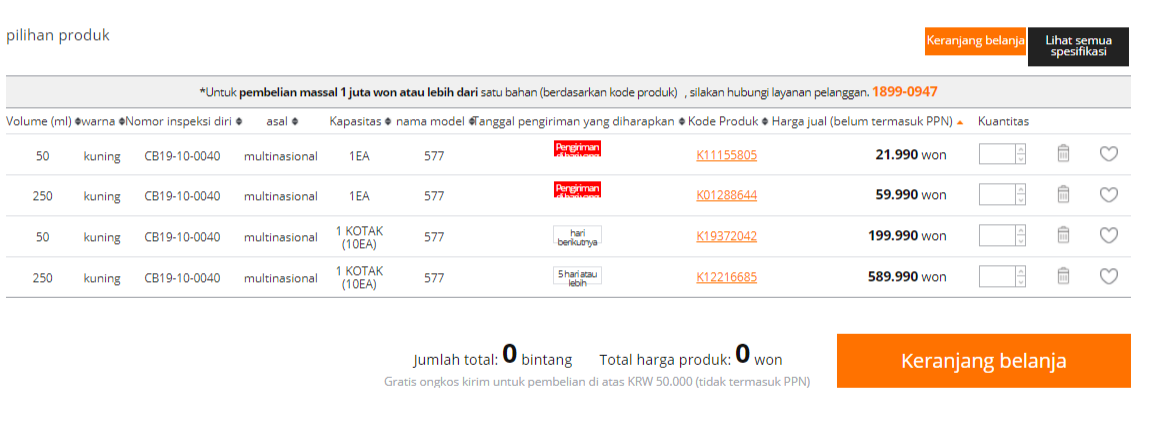 pilihan produk
Keranjang belanja
Lihat semua
spesifikasi
*Untuk pembelian massal 1 juta won atau lebih dari satu bahan (berdasarkan kode produk) , silakan hubungi layanan pelanggan. 1899-0947
Volume (ml) warna Nomor inspeksi diri asal Kapasitas nama model Tanggal pengiriman yang diharapkan Kode Produk Harga jual (belum termasuk PPN) Kuantitas
50 kuning CB19-10-0040 multinasional 1EA 577 Pengiriman K11155805 21.990 won
250 kuning CB19-10-0040 multinasional 1EA 577 Pengiriman K01288644 59.990 won
50 kuning CB19-10-0040 multinasional 1 KOTAK (10EA) 577 hari berikutnya K19372042 199.990 won
250 kuning CB19-10-0040 multinasional 1 KOTAK (10EA) 577 5 hari atau lebih K12216685 589.990 won
Jumlah total: 0 bintang Total harga produk: 0 won
Gratis ongkos kirim untuk pembelian di atas KRW 50.000 (tidak termasuk PPN)
Keranjang belanja